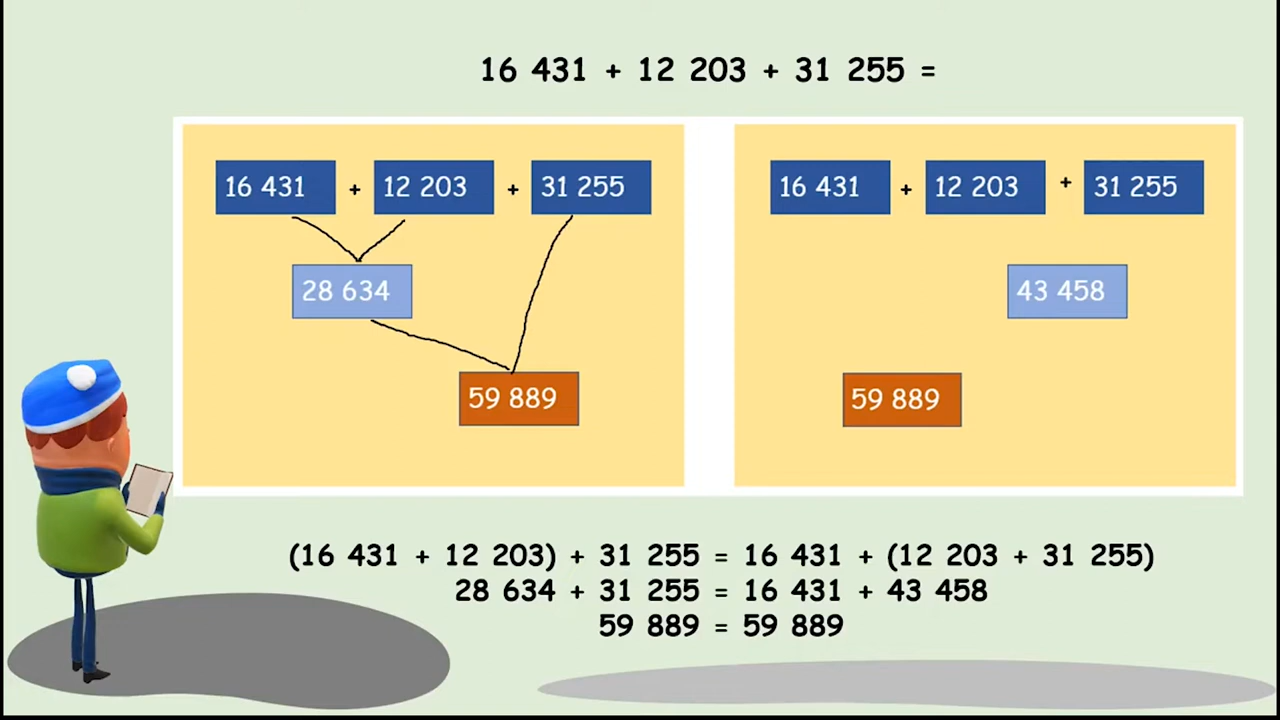 16 431 + 12 203 + 31 255 =
16 431 + 12 203 + 31 255
28 634
59 889
16 431 + 12 203 + 31 255
43 458
59 889
(16 431 + 12 203) + 31 255 = 16 431 + (12 203 + 31 255)
28 634 + 31 255 = 16 431 + 43 458
59 889 = 59 889